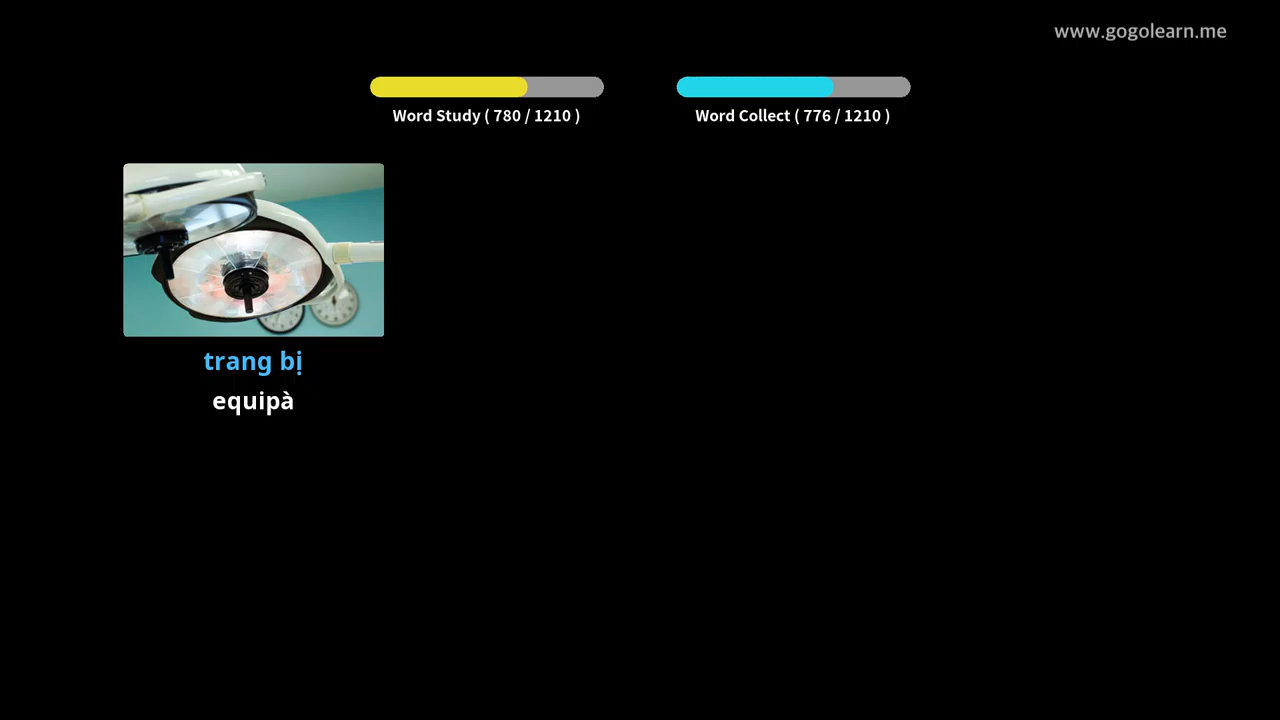 www.gogolearn.me
Word Study ( 780 / 1210 )
Word Collect ( 776 / 1210 )
trang bị
equipà